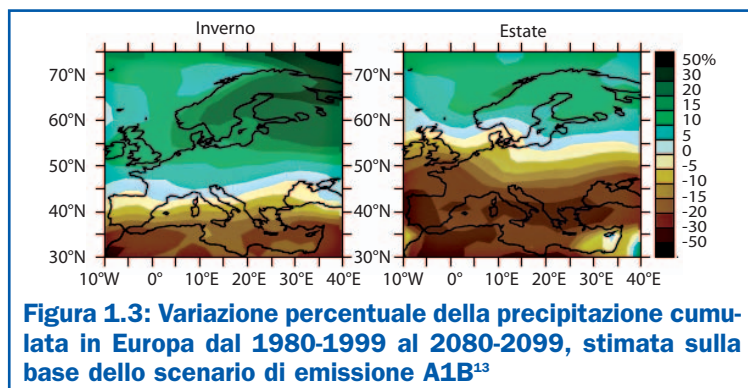 Inverno
Estate
70°N
60°N
50°N
40°N
30°N
10°W 0° 10°E 20°E 30°E 40°E
70°N
60°N
50°N
40°N
30°N
10°W 0° 10°E 20°E 30°E 40°E
50%
30
20
15
10
5
0
-5
-10
-15
-20
-30
-50
Figura 1.3: Variazione percentuale della precipitazione cumu-
lata in Europa dal 1980-1999 al 2080-2099, stimata sulla
base dello scenario di emissione A1B¹³